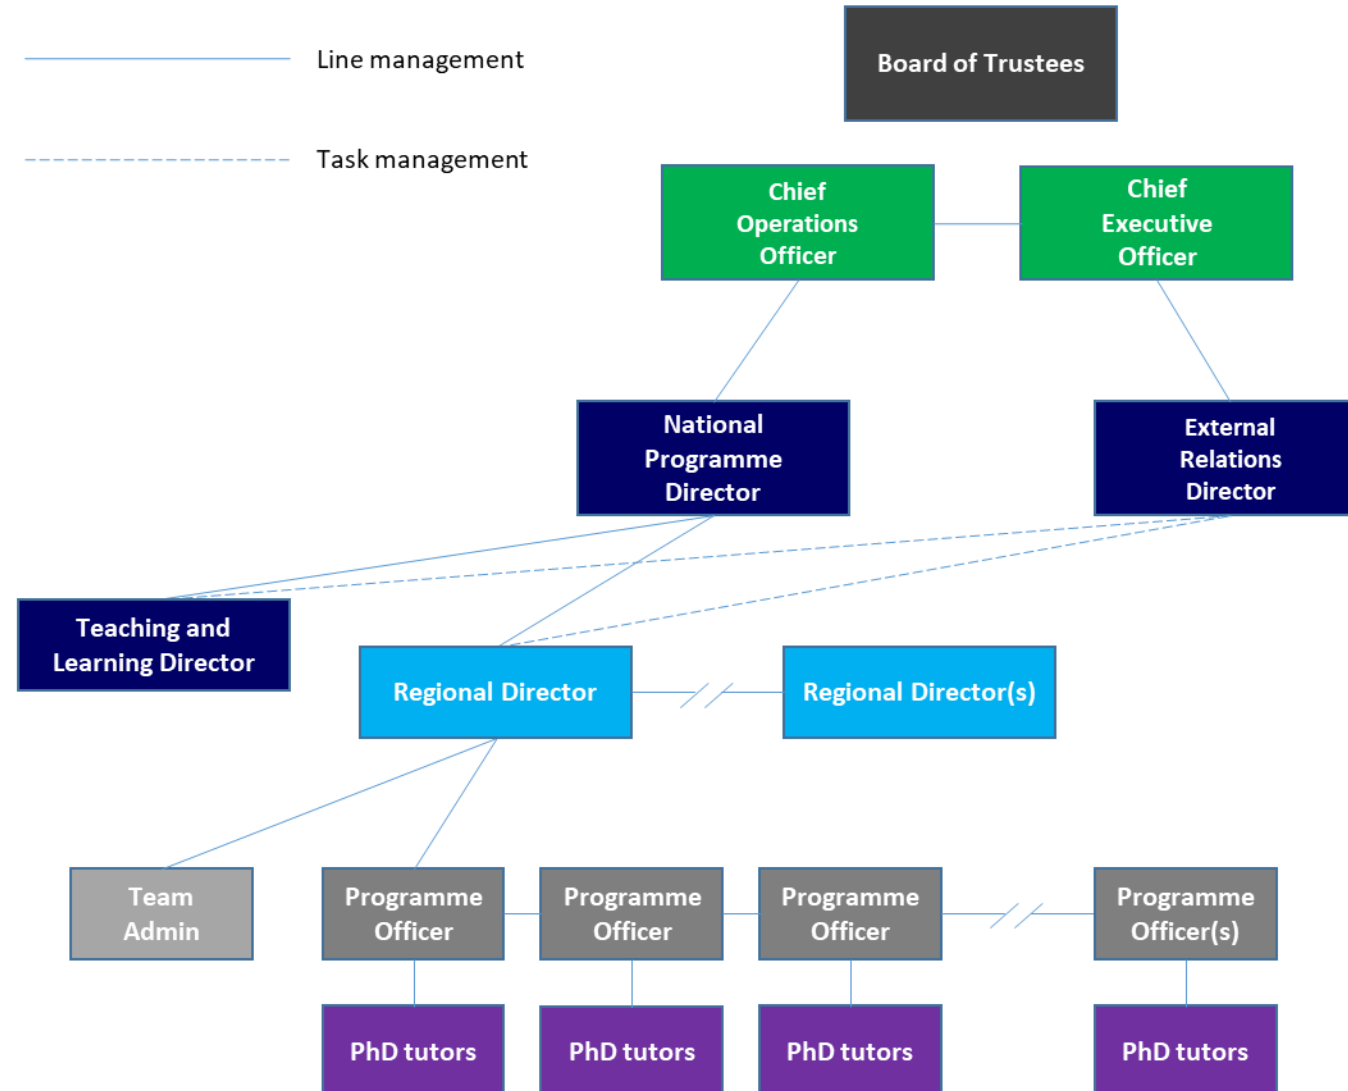 Line management
Board of Trustees
Task management
Chief
Operations
Officer
Chief
Executive
Officer
National
Programme
Director
External
Relations
Director
Teaching and
Learning Director
Regional Director
Regional Director(s)
Team
Admin
Programme
Officer
Programme
Officer
Programme
Officer
Programme
Officer(s)
PhD tutors
PhD tutors
PhD tutors
PhD tutors